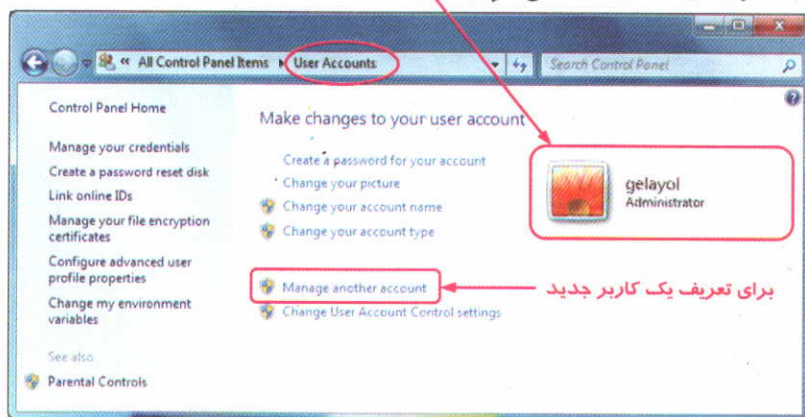 « All Control Panel Items ▸ User Accounts
Search Control Panel
Control Panel Home
Manage your credentials
Create a password reset disk
Link online IDs
Manage your file encryption
certificates
Configure advanced user
profile properties
Change my environment
variables
See also
Parental Controls
Make changes to your user account
Create a password for your account
Change your picture
Change your account name
Change your account type
gelayol
Administrator
Manage another account
برای تعریف یک کاربر جدید
Change User Account Control settings